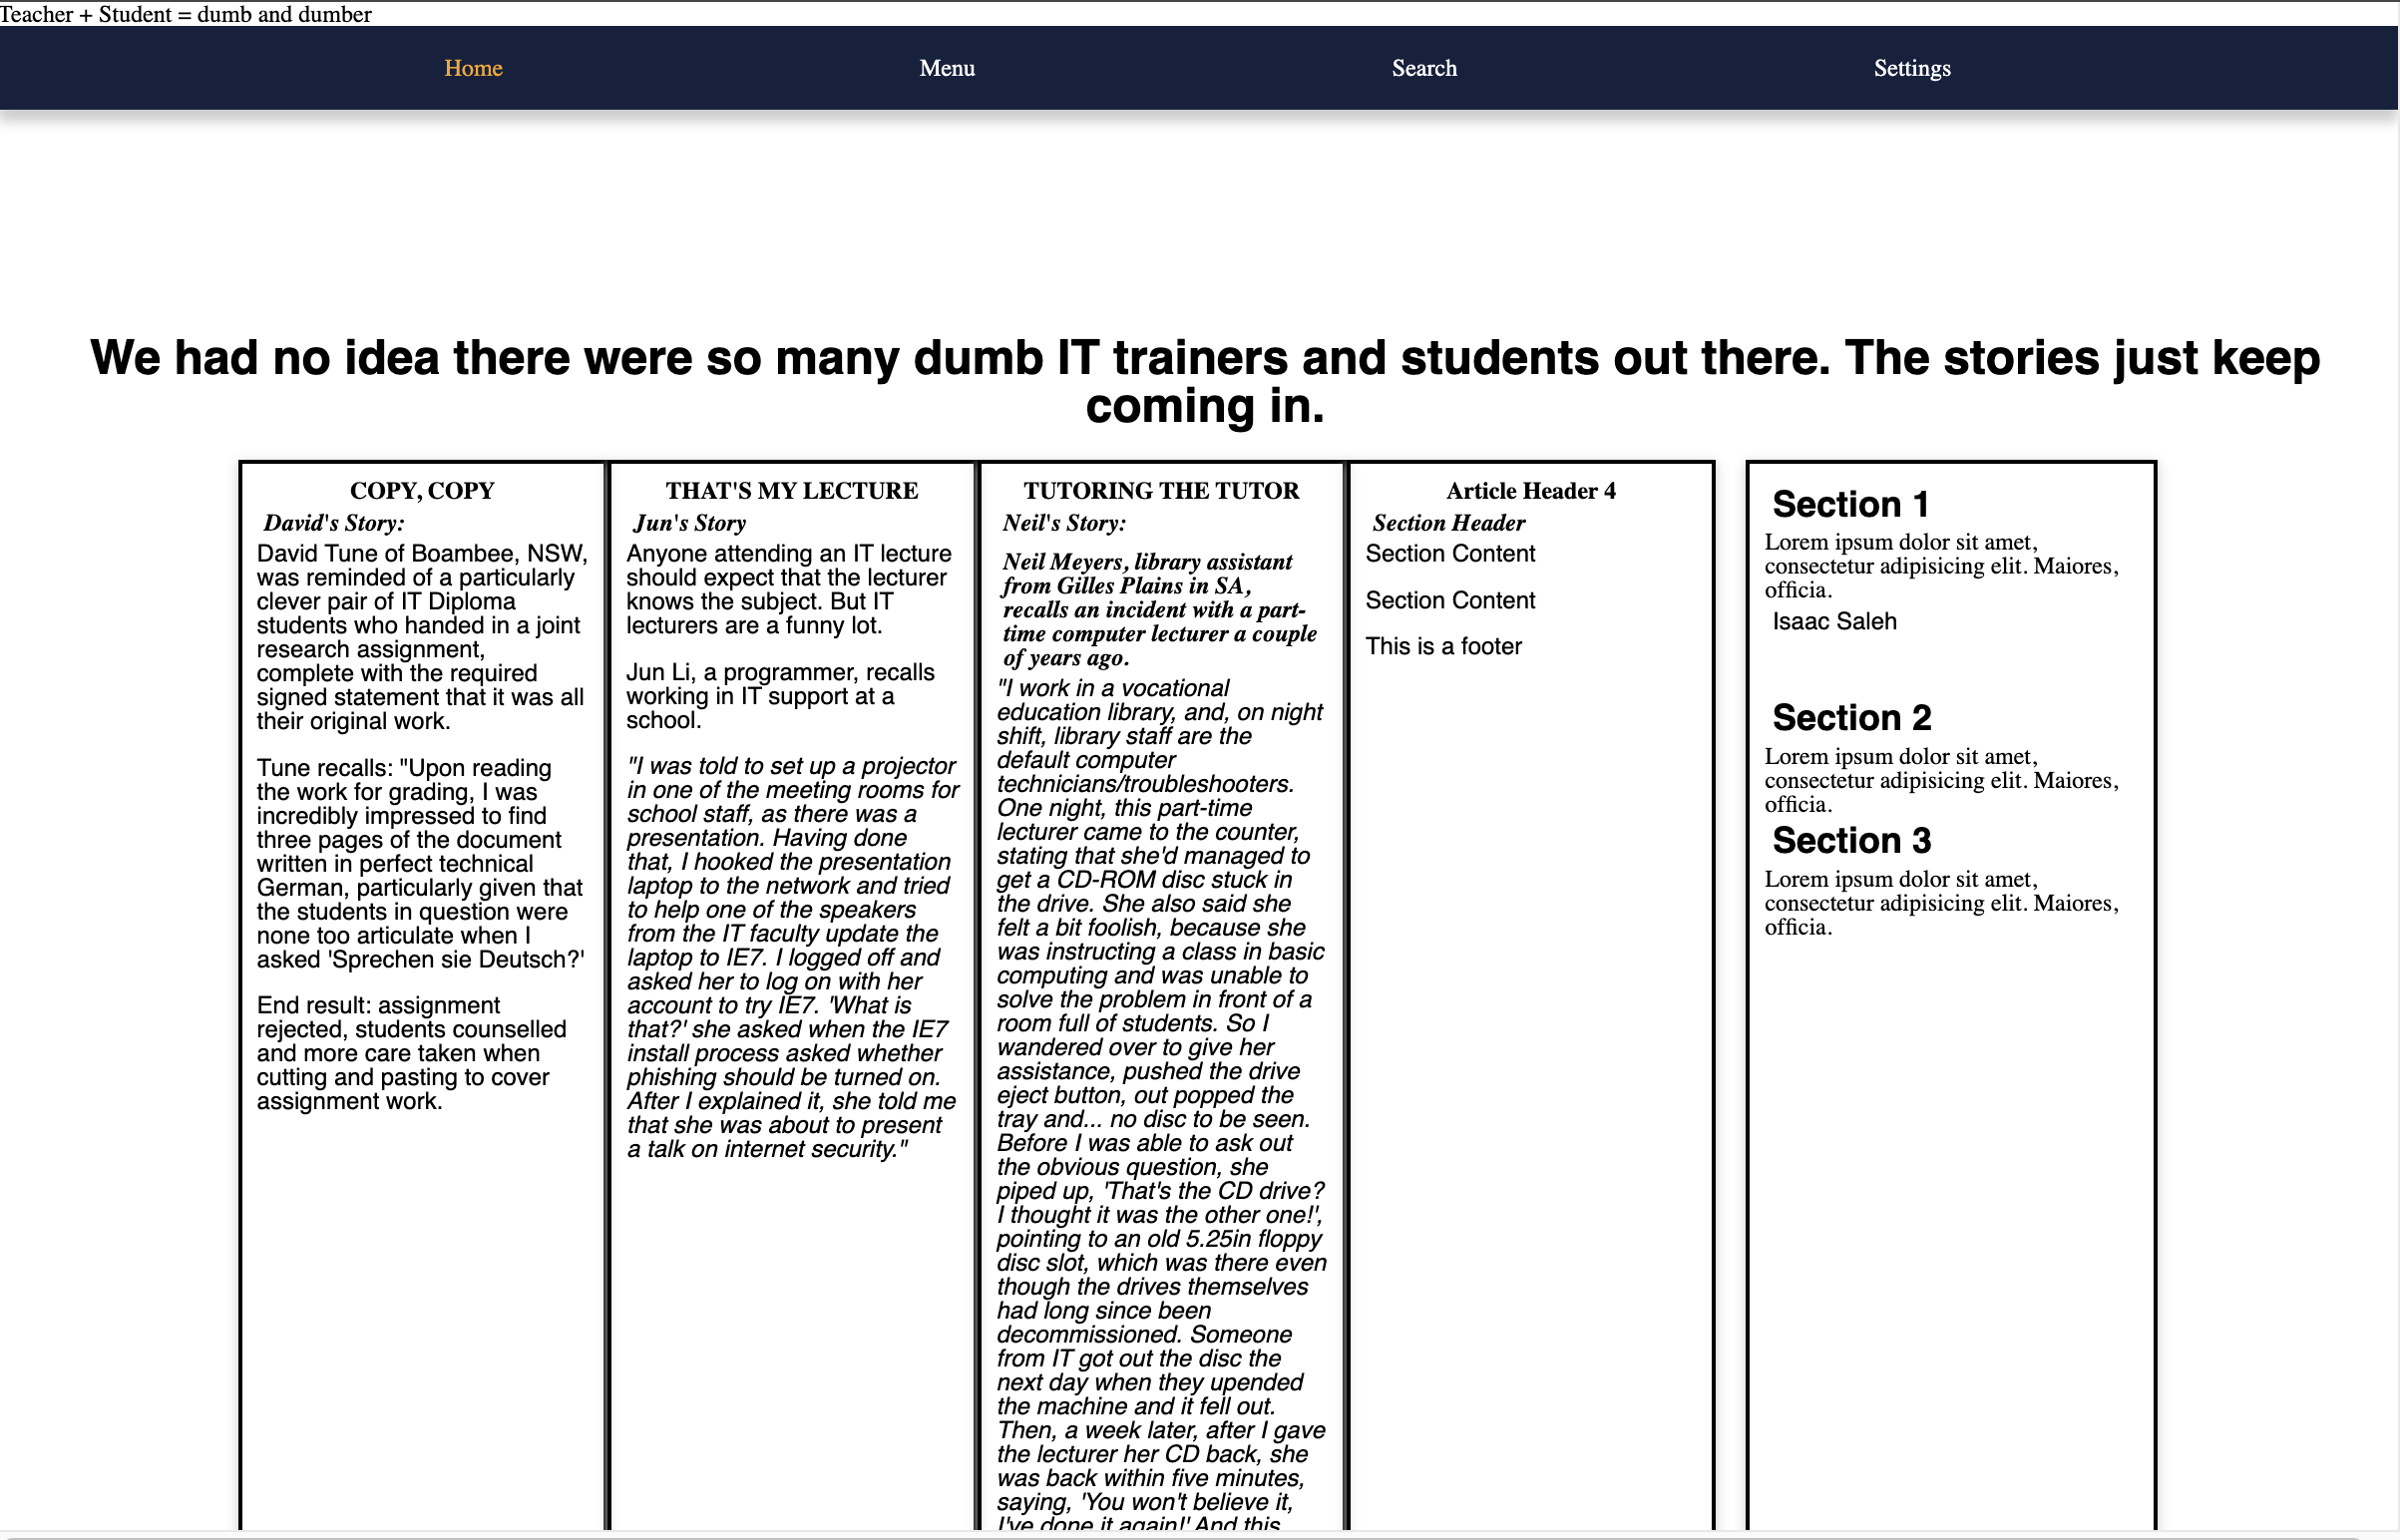 Teacher + Student = dumb and dumber
Home
Menu
Search
Settings
We had no idea there were so many dumb IT trainers and students out there. The stories just keep
coming in.
COPY, COPY
David's Story:
David Tune of Boambee, NSW,
was reminded of a particularly
clever pair of IT Diploma
students who handed in a joint
research assignment,
complete with the required
signed statement that it was all
their original work.
Tune recalls: "Upon reading
the work for grading, I was
incredibly impressed to find
three pages of the document
written in perfect technical
German, particularly given that
the students in question were
none too articulate when I
asked 'Sprechen sie Deutsch?'
End result: assignment
rejected, students counselled
and more care taken when
cutting and pasting to cover
assignment work.
THAT'S MY LECTURE
Jun's Story
Anyone attending an IT lecture
should expect that the lecturer
knows the subject. But IT
lecturers are a funny lot.
Jun Li, a programmer, recalls
working in IT support at a
school.
"I was told to set up a projector
in one of the meeting rooms for
school staff, as there was a
presentation. Having done
that, I hooked the presentation
laptop to the network and tried
to help one of the speakers
from the IT faculty update the
laptop to IE7. I logged off and
asked her to log on with her
account to try IE7. 'What is
that?' she asked when the IE7
install process asked whether
phishing should be turned on.
After I explained it, she told me
that she was about to present
a talk on internet security."
TUTORING THE TUTOR
Neil's Story:
Neil Meyers, library assistant
from Gilles Plains in SA,
recalls an incident with a part-
time computer lecturer a couple
of years ago.
"I work in a vocational
education library, and, on night
shift, library staff are the
default computer
technicians/troubleshooters.
One night, this part-time
lecturer came to the counter,
stating that she'd managed to
get a CD-ROM disc stuck in
the drive. She also said she
felt a bit foolish, because she
was instructing a class in basic
computing and was unable to
solve the problem in front of a
room full of students. So I
wandered over to give her
assistance, pushed the drive
eject button, out popped the
tray and... no disc to be seen.
Before I was able to ask out
the obvious question, she
piped up, 'That's the CD drive?
I thought it was the other one!',
pointing to an old 5.25in floppy
disc slot, which was there even
though the drives themselves
had long since been
decommissioned. Someone
from IT got out the disc the
next day when they upended
the machine and it fell out.
Then, a week later, after I gave
the lecturer her CD back, she
was back within five minutes,
saying, 'You won't believe it,
I've done it again!' And this
Article Header 4
Section Header
Section Content
Section Content
This is a footer
Section 1
Lorem ipsum dolor sit amet,
consectetur adipisicing elit. Maiores,
officia.
Isaac Saleh
Section 2
Lorem ipsum dolor sit amet,
consectetur adipisicing elit. Maiores,
officia.
Section 3
Lorem ipsum dolor sit amet,
consectetur adipisicing elit. Maiores,
officia.